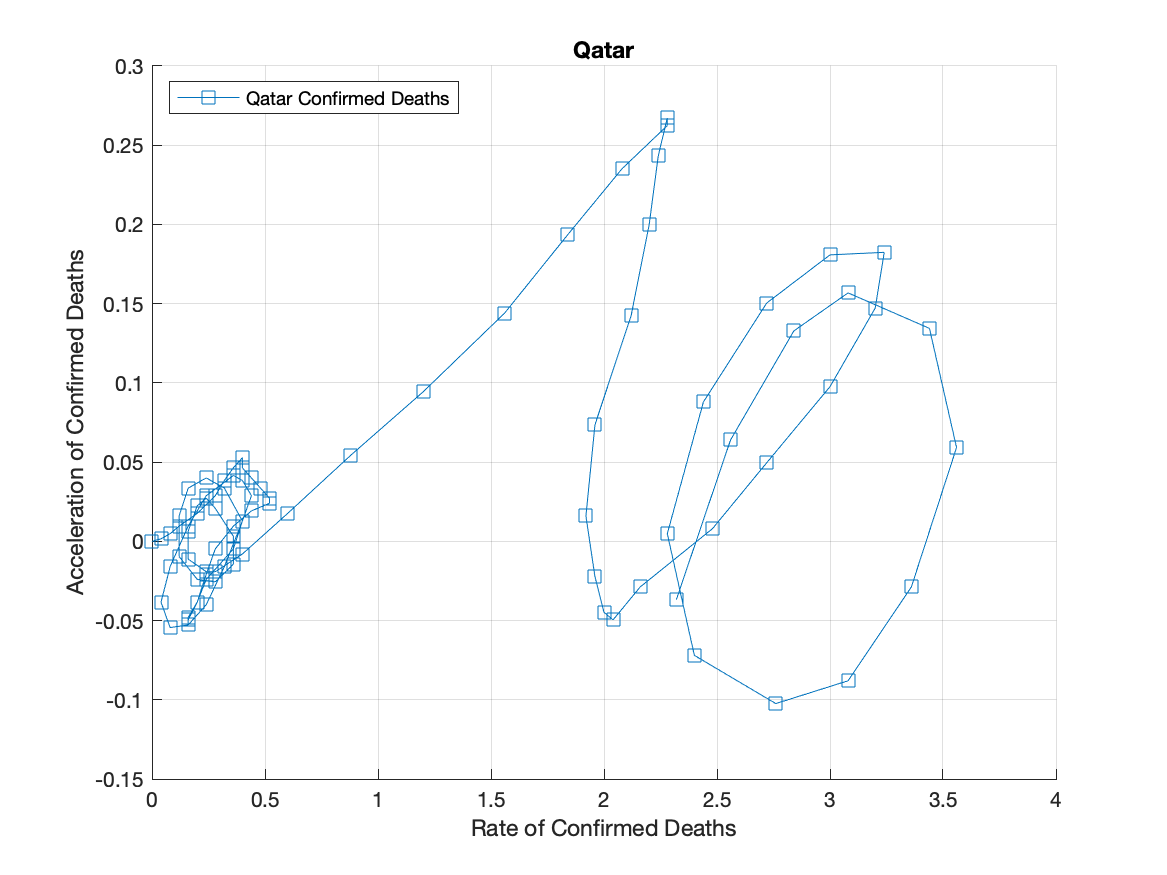 Qatar
Qatar Confirmed Deaths
0.3
0.25
0.2
0.15
0.1
0.05
0
-0.05
-0.1
-0.15
Acceleration of Confirmed Deaths
0 0.5 1 1.5 2 2.5 3 3.5 4
Rate of Confirmed Deaths